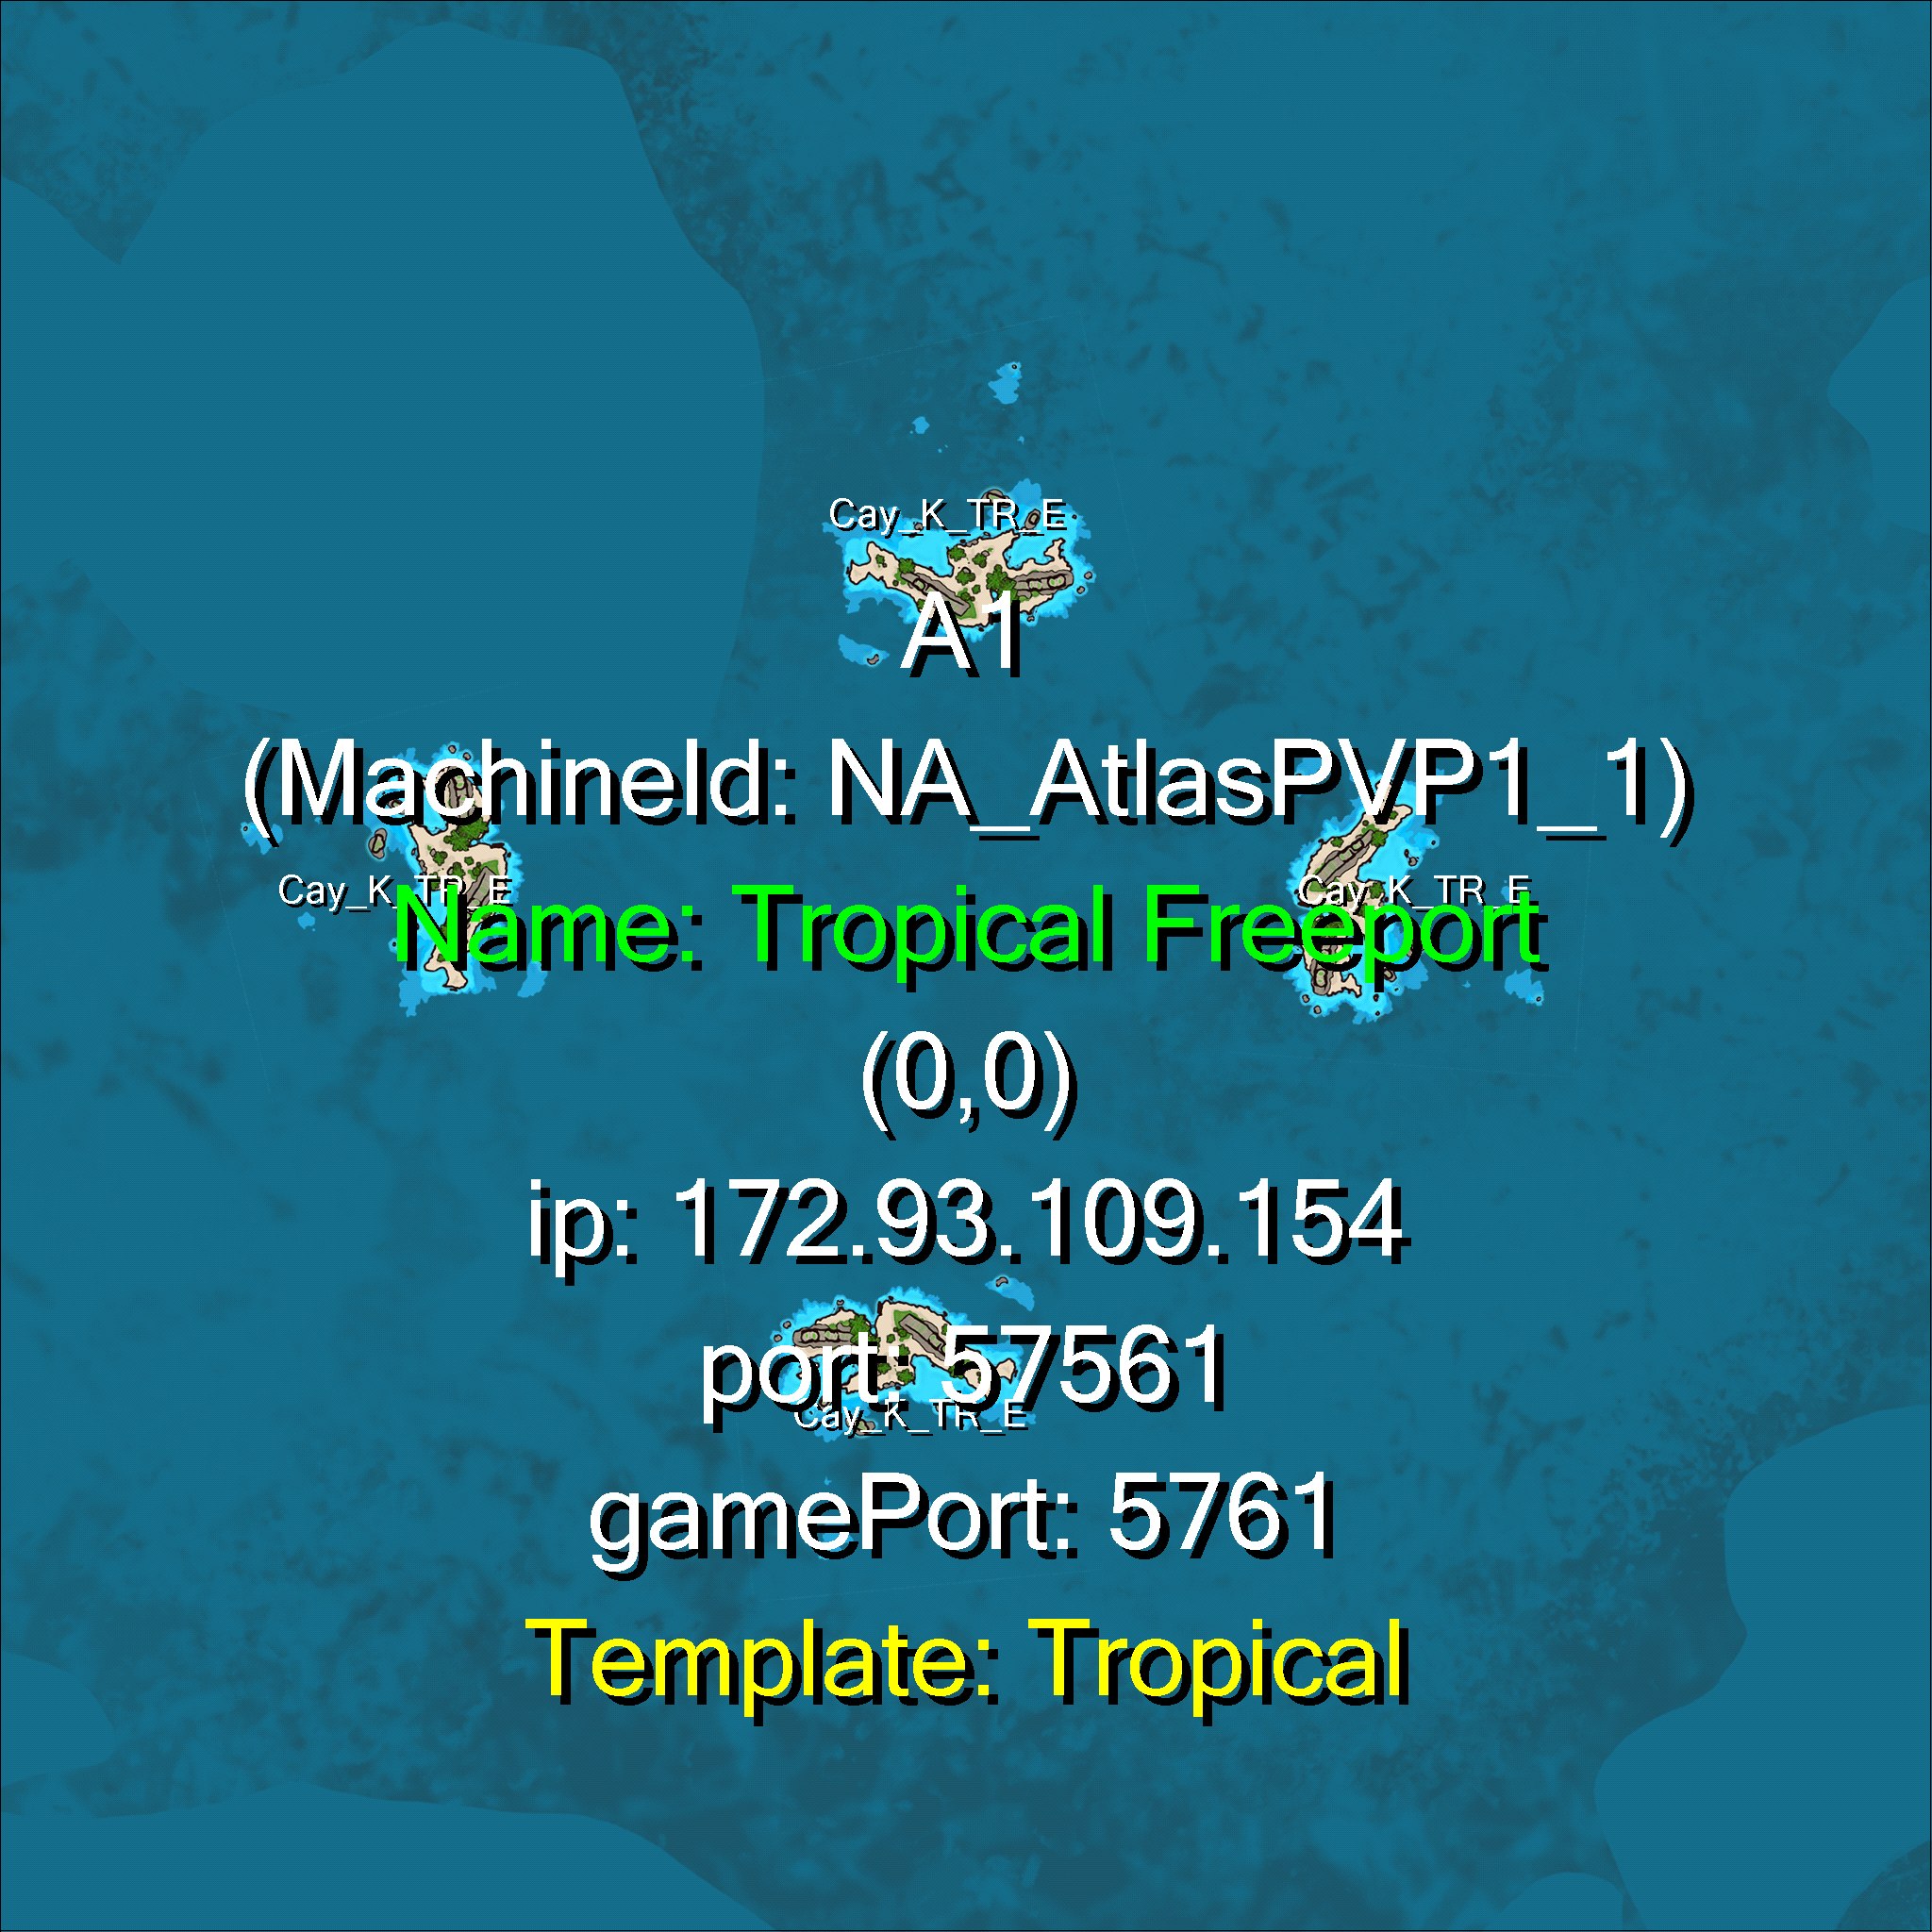 Cay_K_TR_E
A1
(MachineId: NA_AtlasPVP1_1)
Cay_K_TR_E
Cay_K_TR_E
Name: Tropical Freeport
(0,0)
ip: 172.93.109.154
port: 57561
Cay_K_TR_E
gamePort: 5761
Template: Tropical